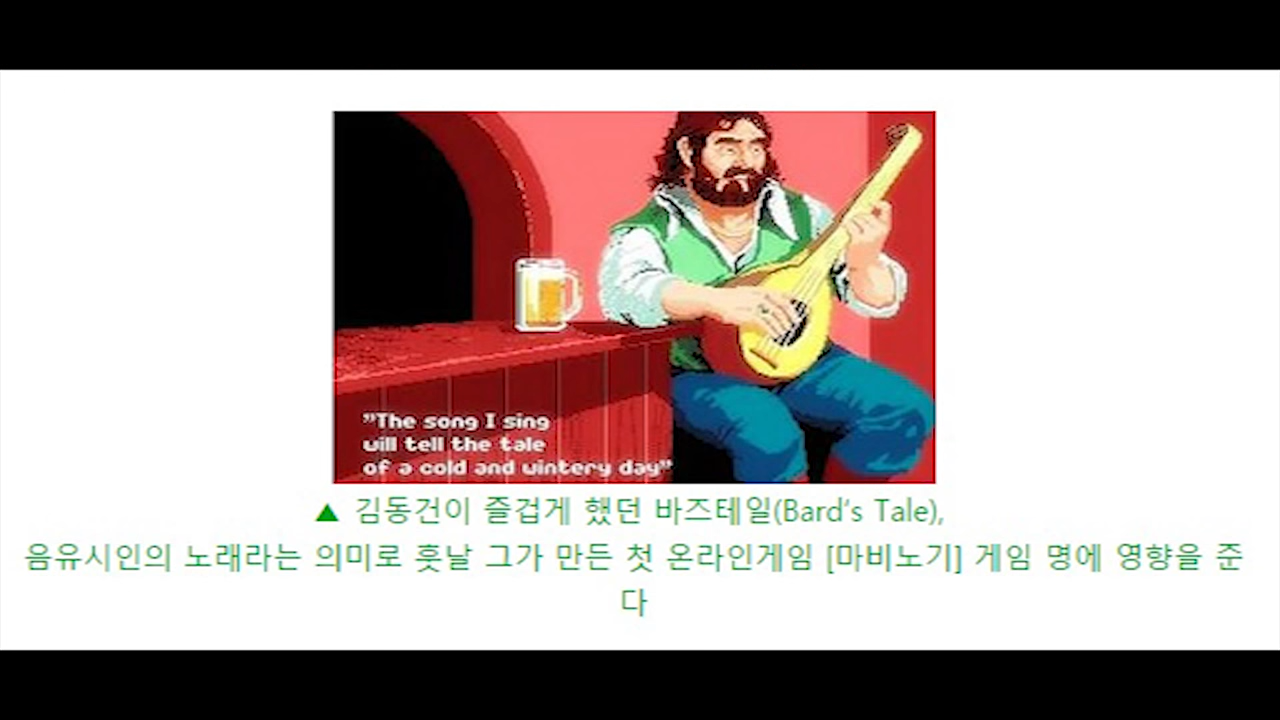 "The song I sing
will tell the tale
of a cold and wintery day"
▲ 김동건이 즐겁게 했던 바즈테일(Bard's Tale),
음유시인의 노래라는 의미로 훗날 그가 만든 첫 온라인게임 [마비노기] 게임 명에 영향을 준
다